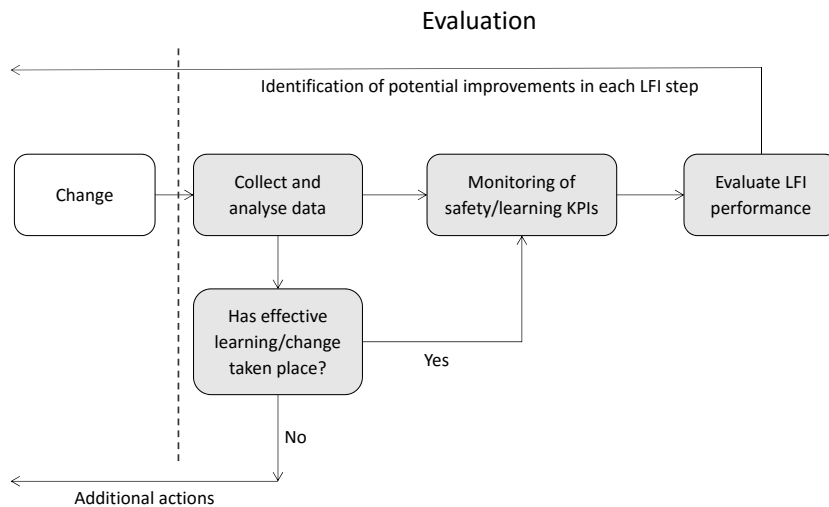 Evaluation
Identification of potential improvements in each LFI step
Change
Collect and
analyse data
Monitoring of
safety/learning KPIs
Evaluate LFI
performance
Has effective
learning/change
taken place?
Yes
No
Additional actions